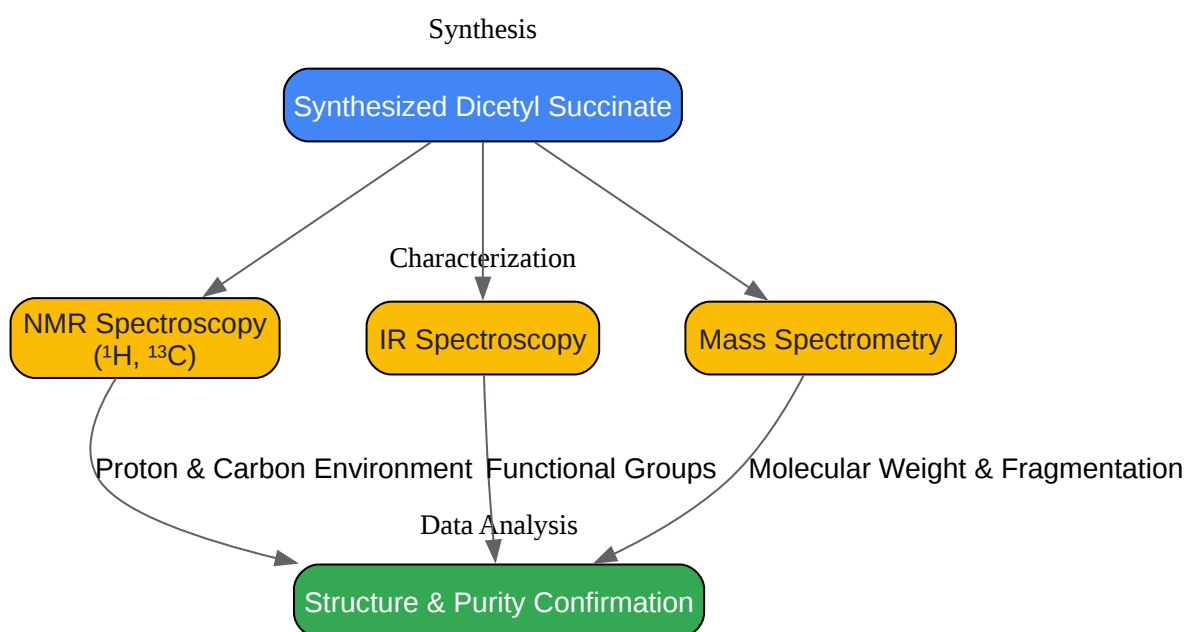 Synthesis
Synthesized Dicetyl Succinate
Characterization
NMR Spectroscopy
(¹H, ¹³C)
IR Spectroscopy
Mass Spectrometry
Proton & Carbon Environment
Functional Groups
Molecular Weight & Fragmentation
Data Analysis
Structure & Purity Confirmation